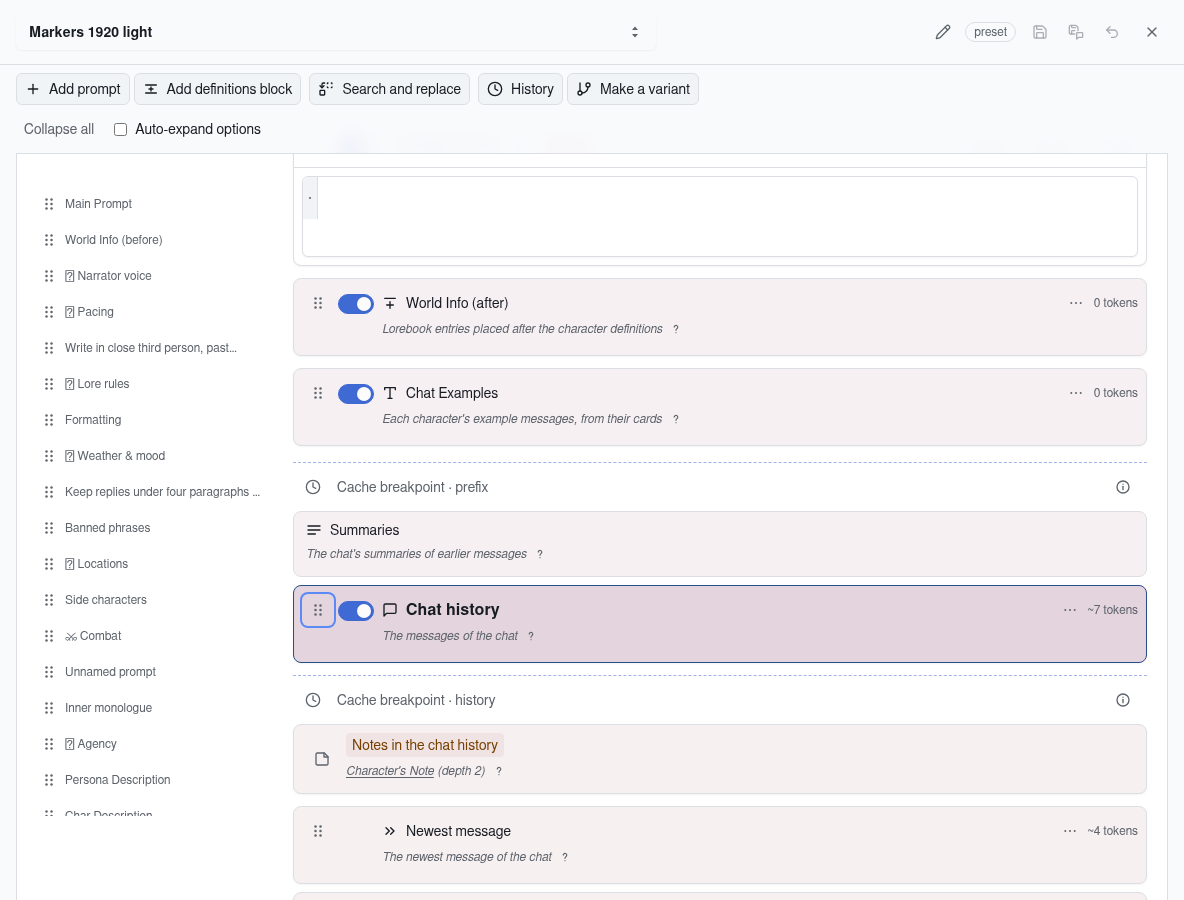 Markers 1920 light
preset
Add prompt
Add definitions block
Search and replace
History
Make a variant
Collapse all
Auto-expand options
Main Prompt
World Info (before)
Narrator voice
Pacing
Write in close third person, past…
Lore rules
Formatting
Weather & mood
Keep replies under four paragraphs …
Banned phrases
Locations
Side characters
⚔ Combat
Unnamed prompt
Inner monologue
Agency
Persona Description
Char Description
World Info (after)
0 tokens
Lorebook entries placed after the character definitions ?
Chat Examples
0 tokens
Each character's example messages, from their cards ?
Cache breakpoint · prefix
Summaries
The chat's summaries of earlier messages ?
Chat history
~7 tokens
The messages of the chat ?
Cache breakpoint · history
Notes in the chat history
Character's Note (depth 2) ?
Newest message
~4 tokens
The newest message of the chat ?